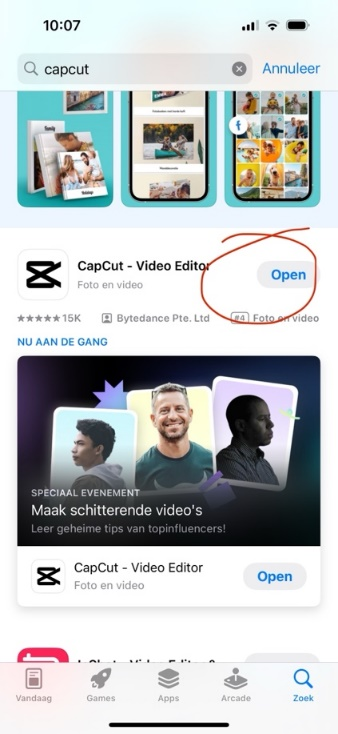 10:07
capcut
Annuleer
CapCut - Video Editor
Foto en video
Open
★★★★★ 15K
Bytedance Pte. Ltd
#4 Foto en video
NU AAN DE GANG
SPECIAAL EVENEMENT
Maak schitterende video's
Leer geheime tips van topinfluencers!
CapCut - Video Editor
Foto en video
Open
Vandaag
Games
Apps
Arcade
Zoek